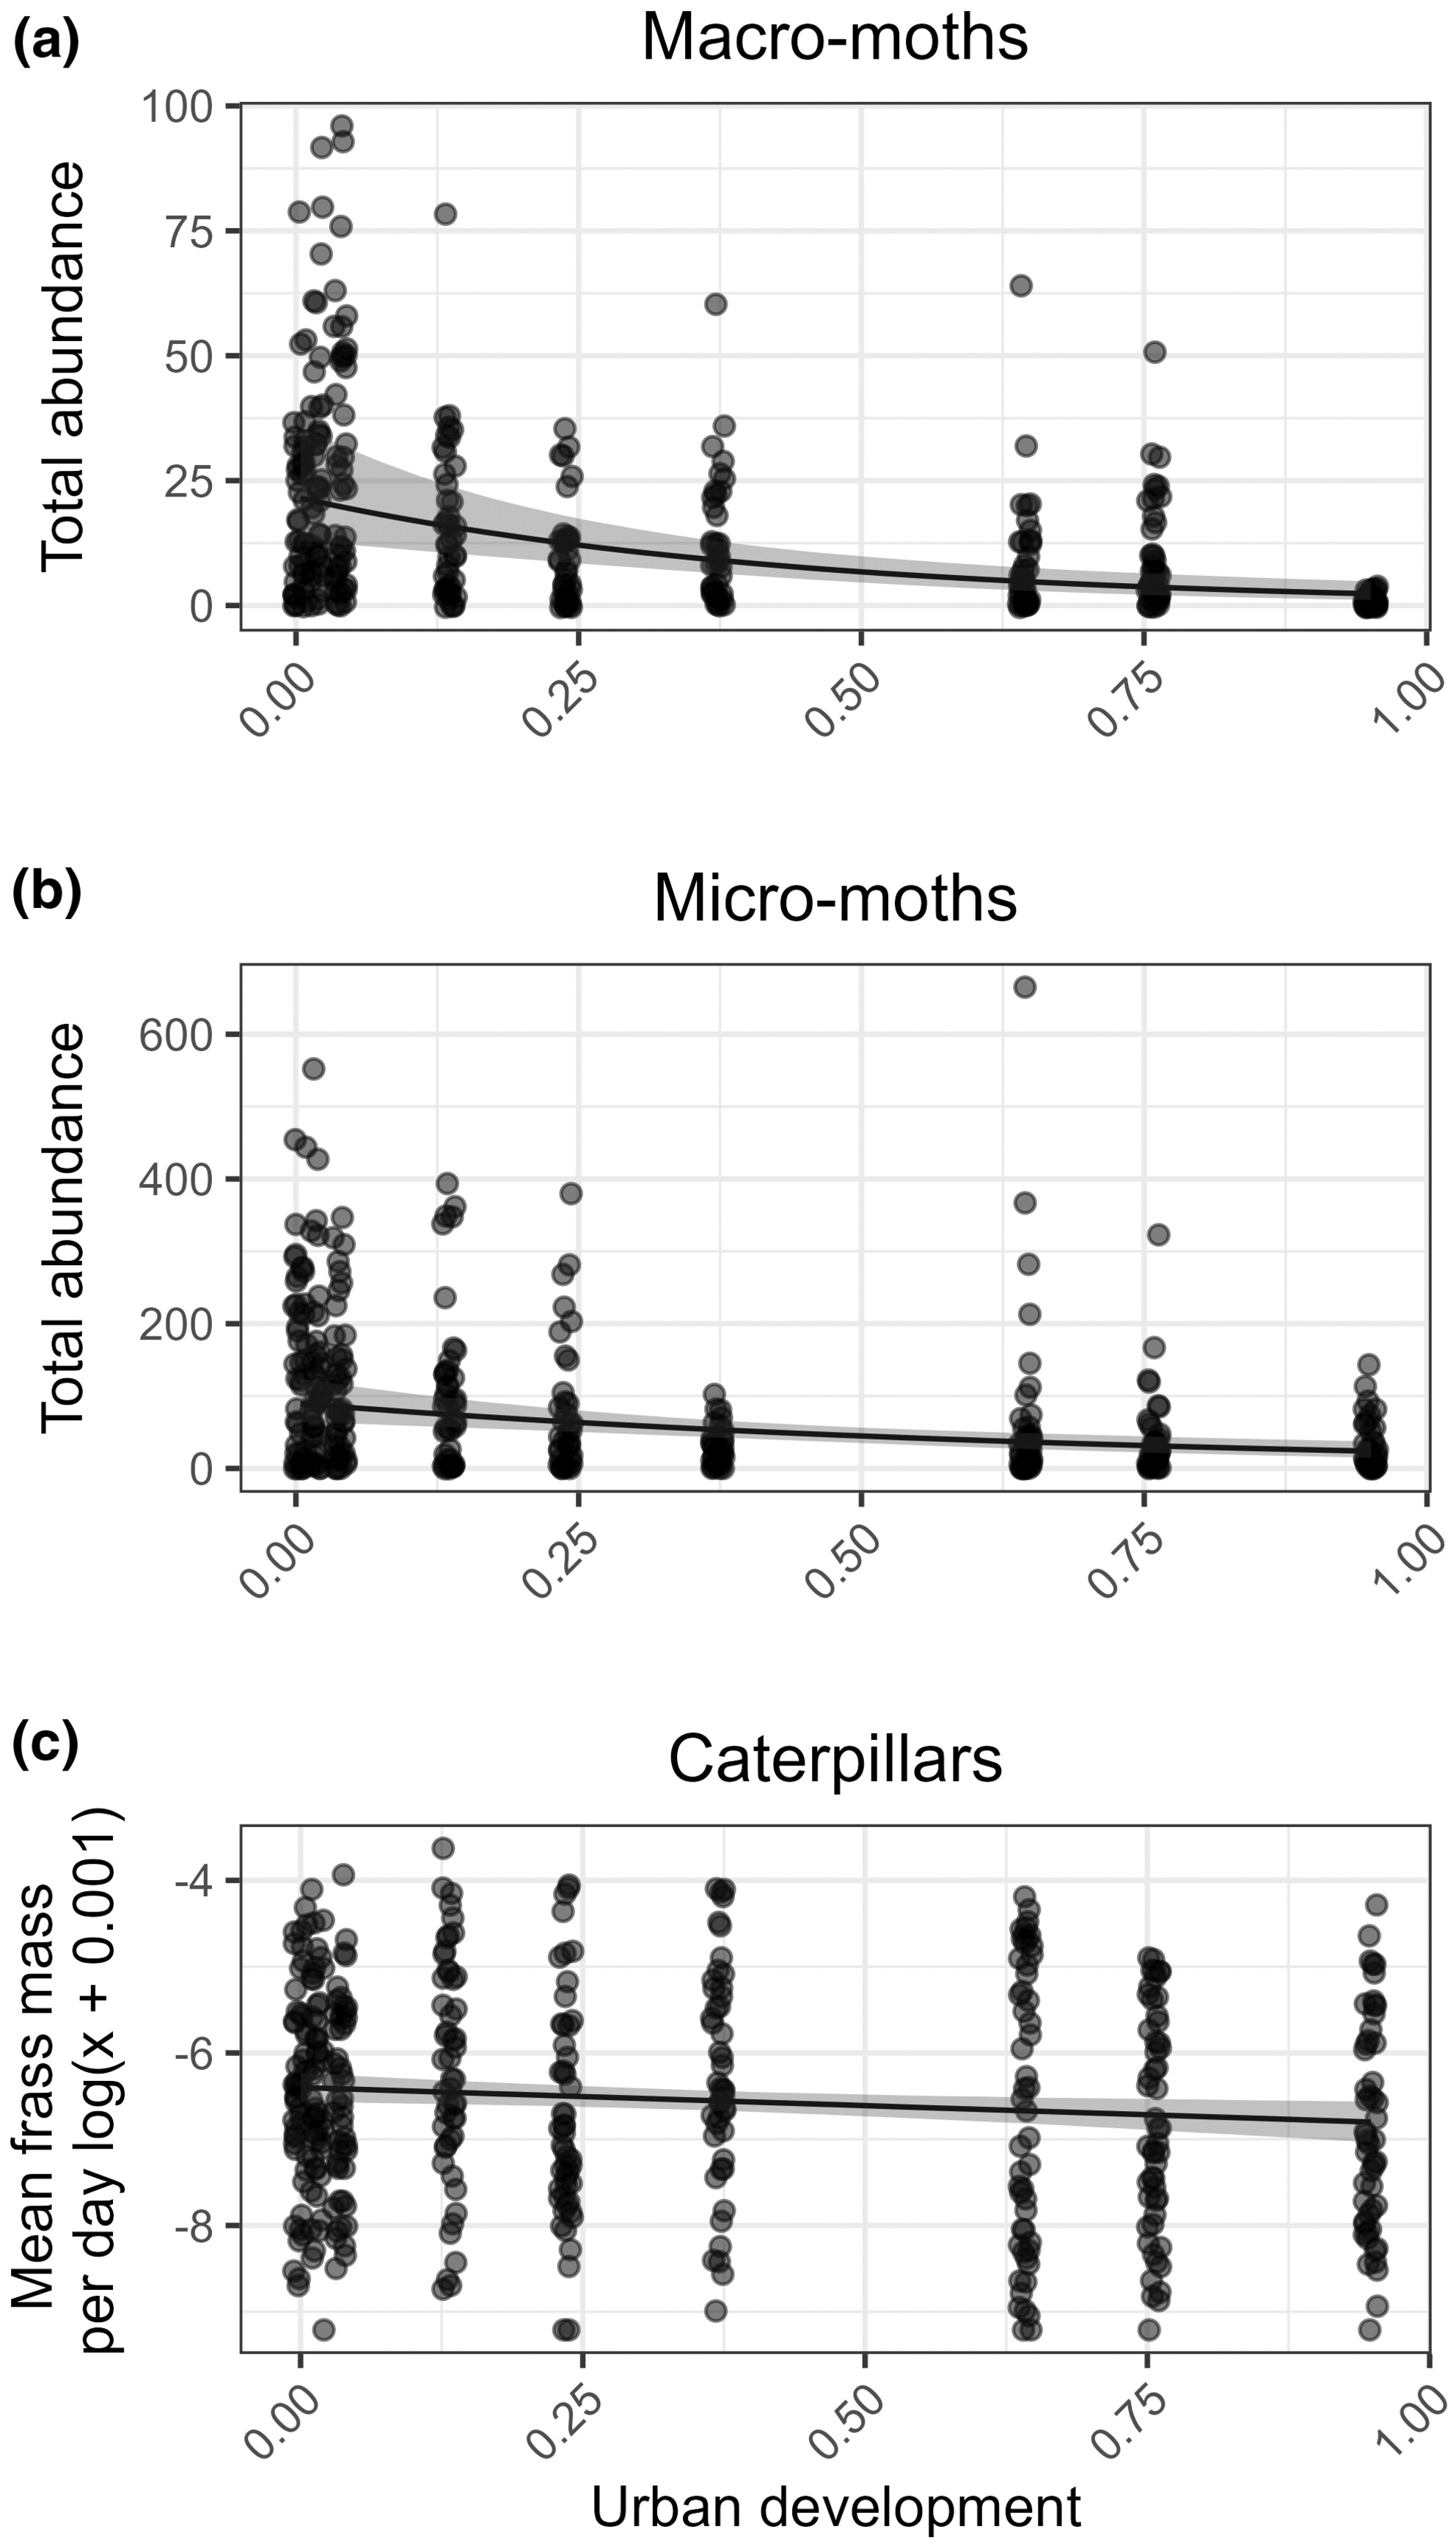 (a)
Macro-moths
Total abundance
100
75
50
25
0
0.00
0.25
0.50
0.75
1.00
(b)
Micro-moths
Total abundance
600
400
200
0
0.00
0.25
0.50
0.75
1.00
(c)
Caterpillars
Mean frass mass
per day log(x + 0.001)
-4
-6
-8
0.00
0.25
0.50
0.75
1.00
Urban development